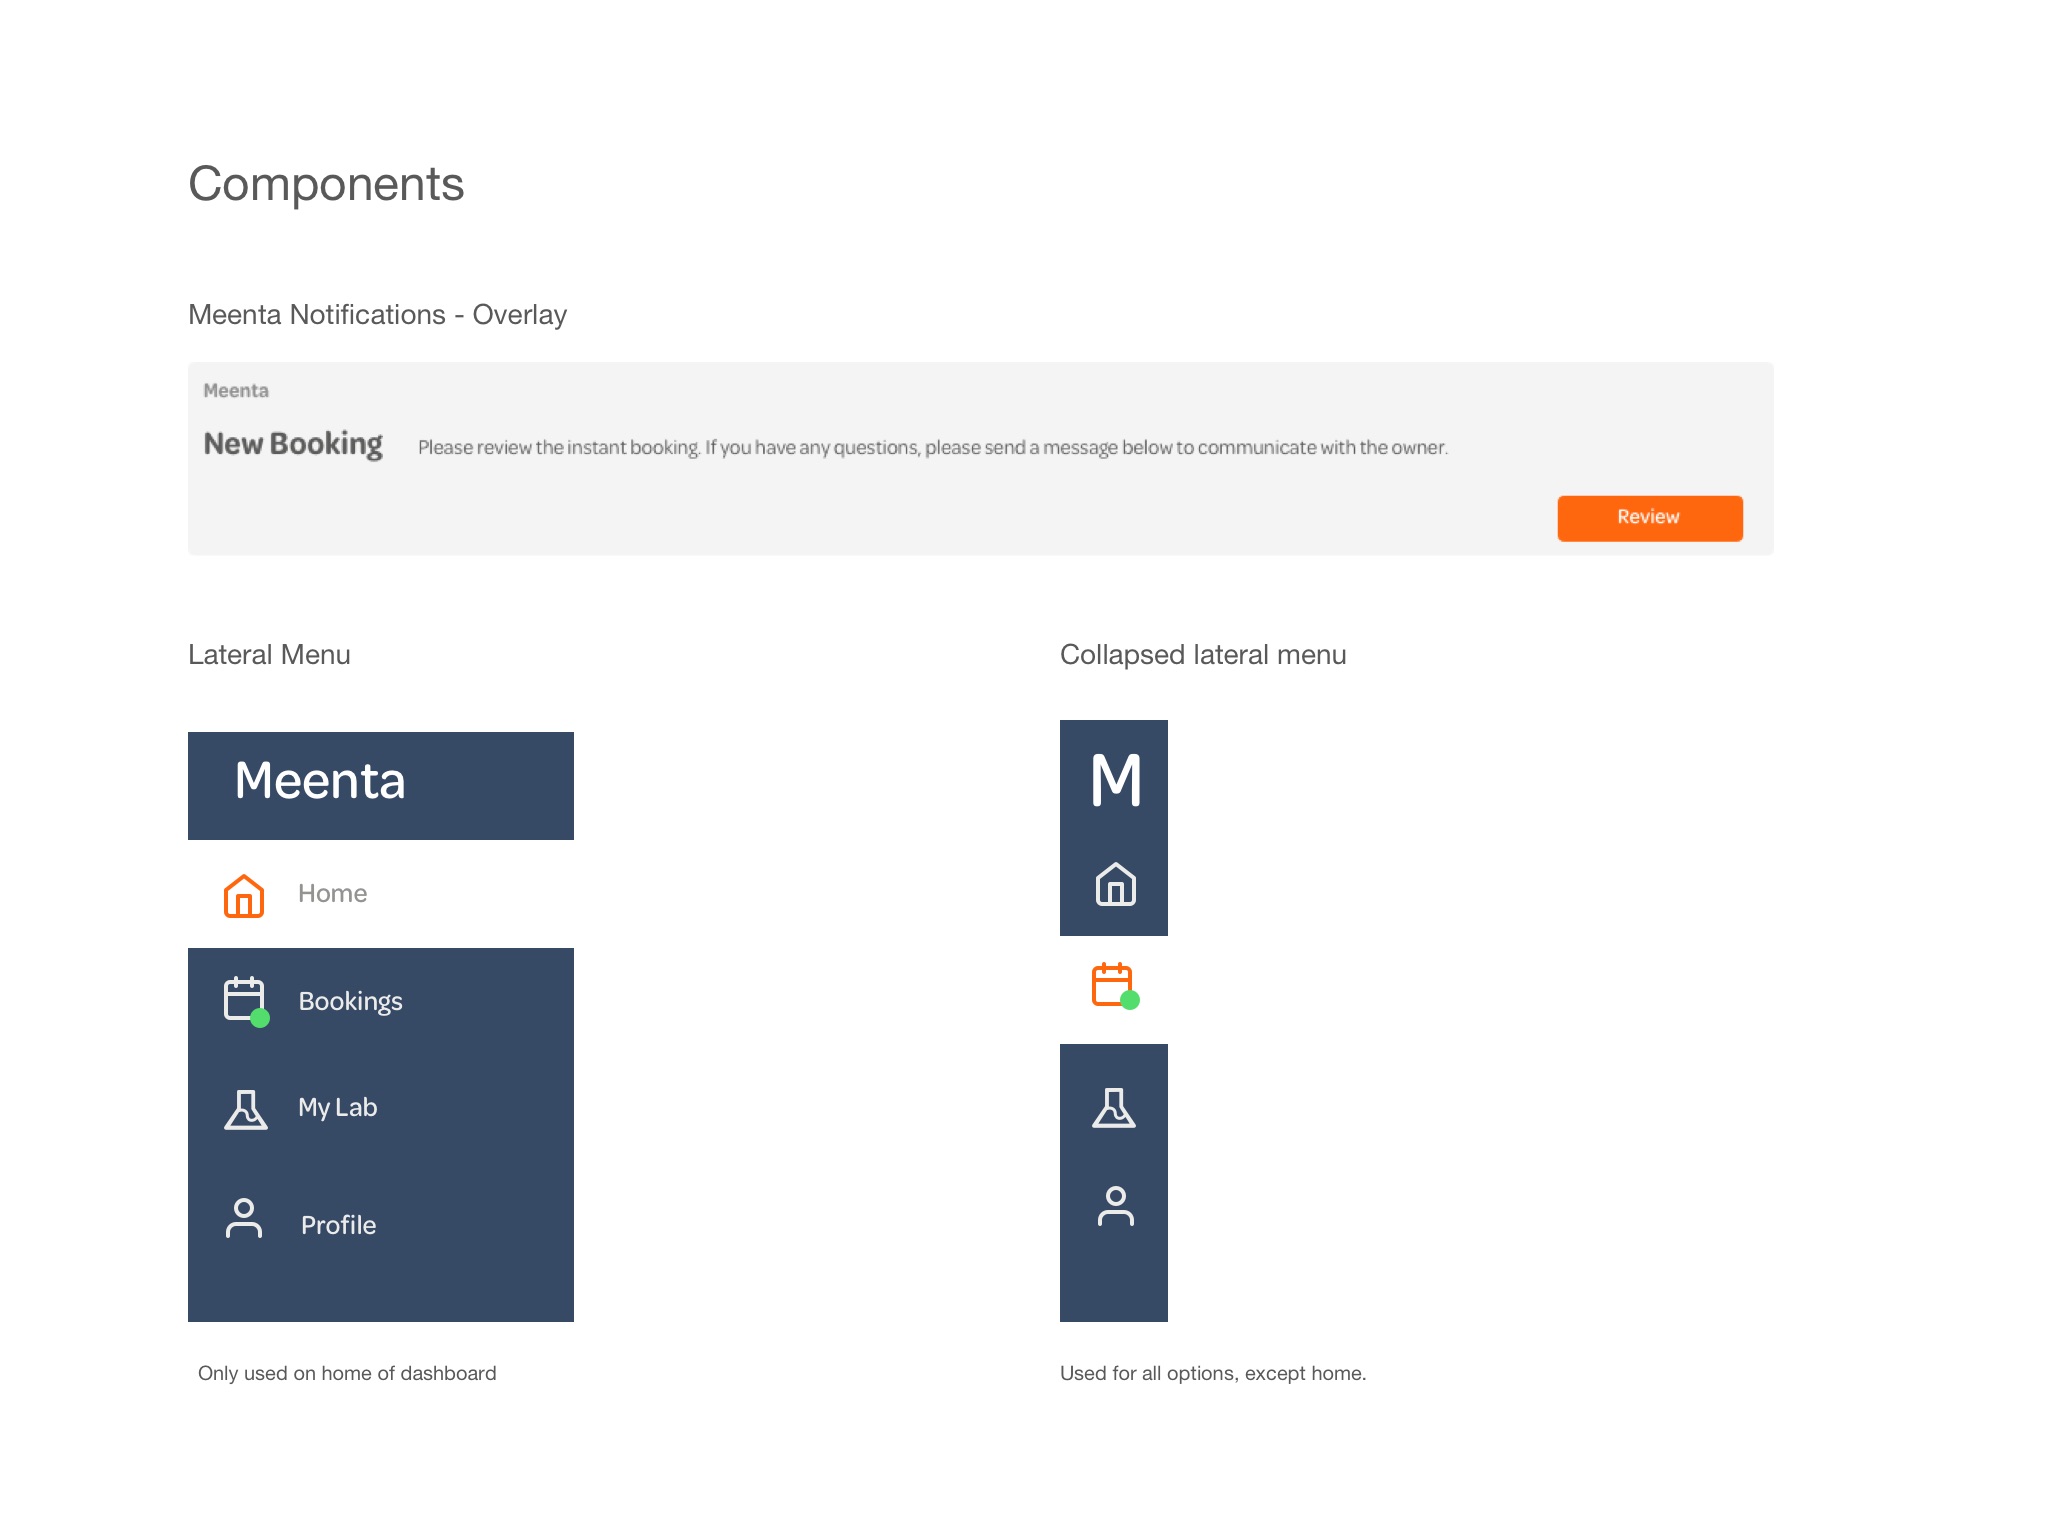 Components
Meenta Notifications - Overlay
Meenta
New Booking Please review the instant booking. If you have any questions, please send a message below to communicate with the owner.
Review
Lateral Menu
Meenta
Home
Bookings
My Lab
Profile
Only used on home of dashboard
Collapsed lateral menu
M
Used for all options, except home.